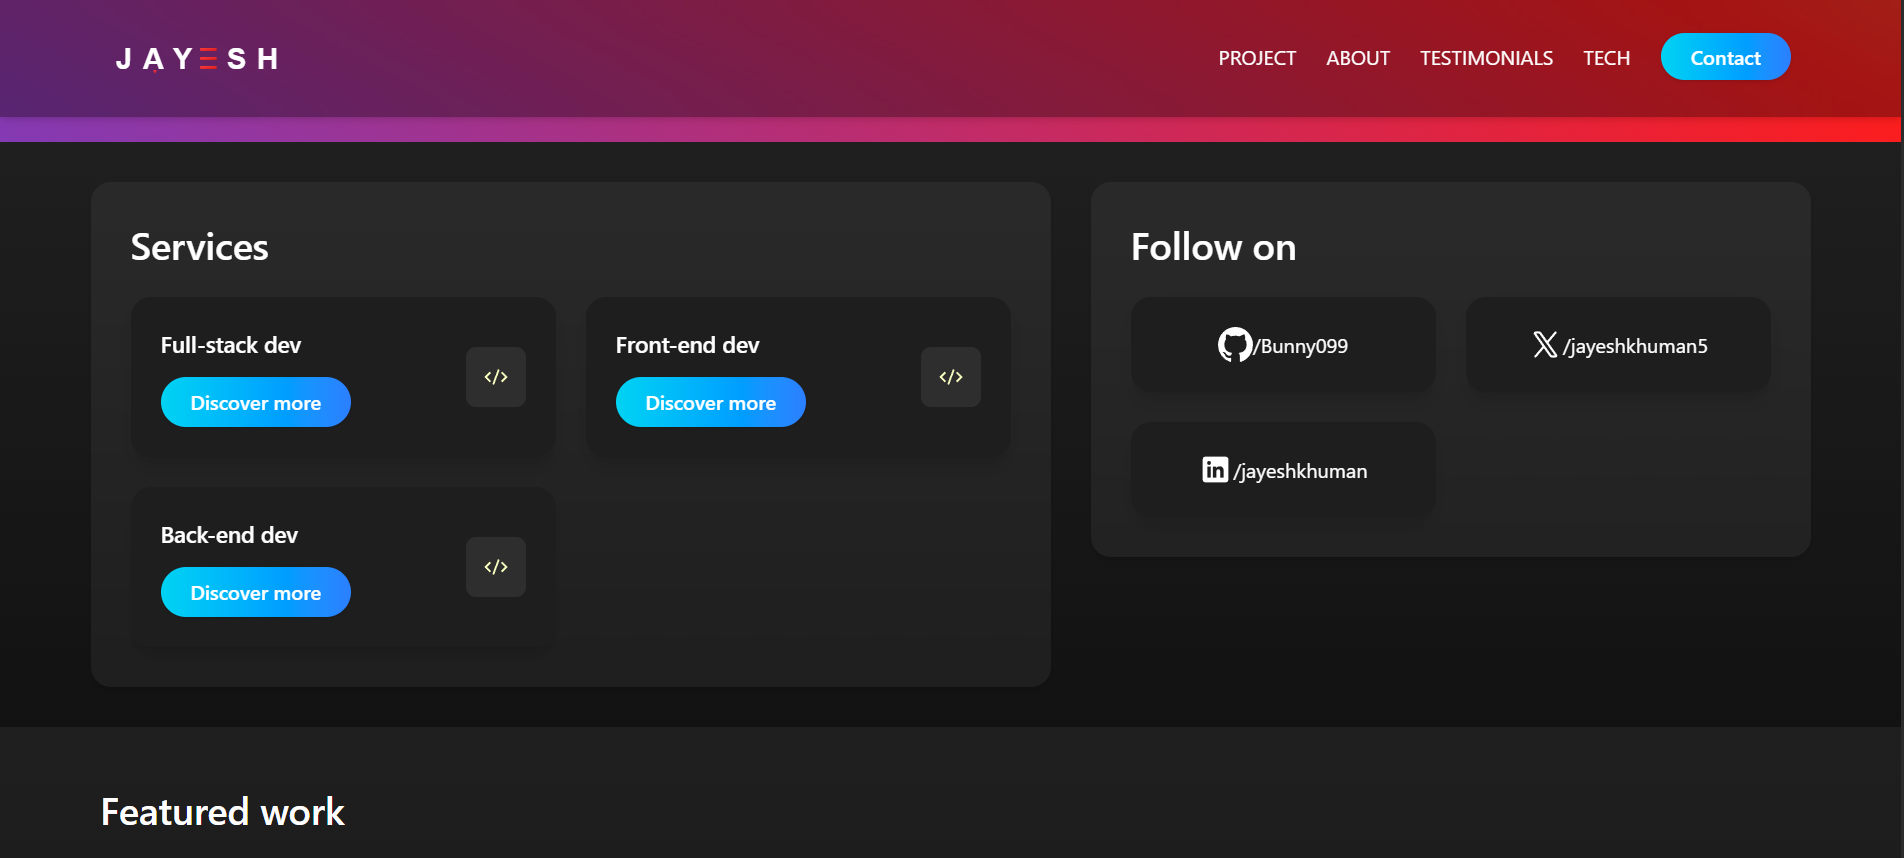 JAYESH
PROJECT ABOUT TESTIMONIALS TECH Contact
Services
Full-stack dev
</>
Discover more
Front-end dev
</>
Discover more
Back-end dev
</>
Discover more
Follow on
/Bunny099
X /jayeshkhuman5
in /jayeshkhuman
Featured work